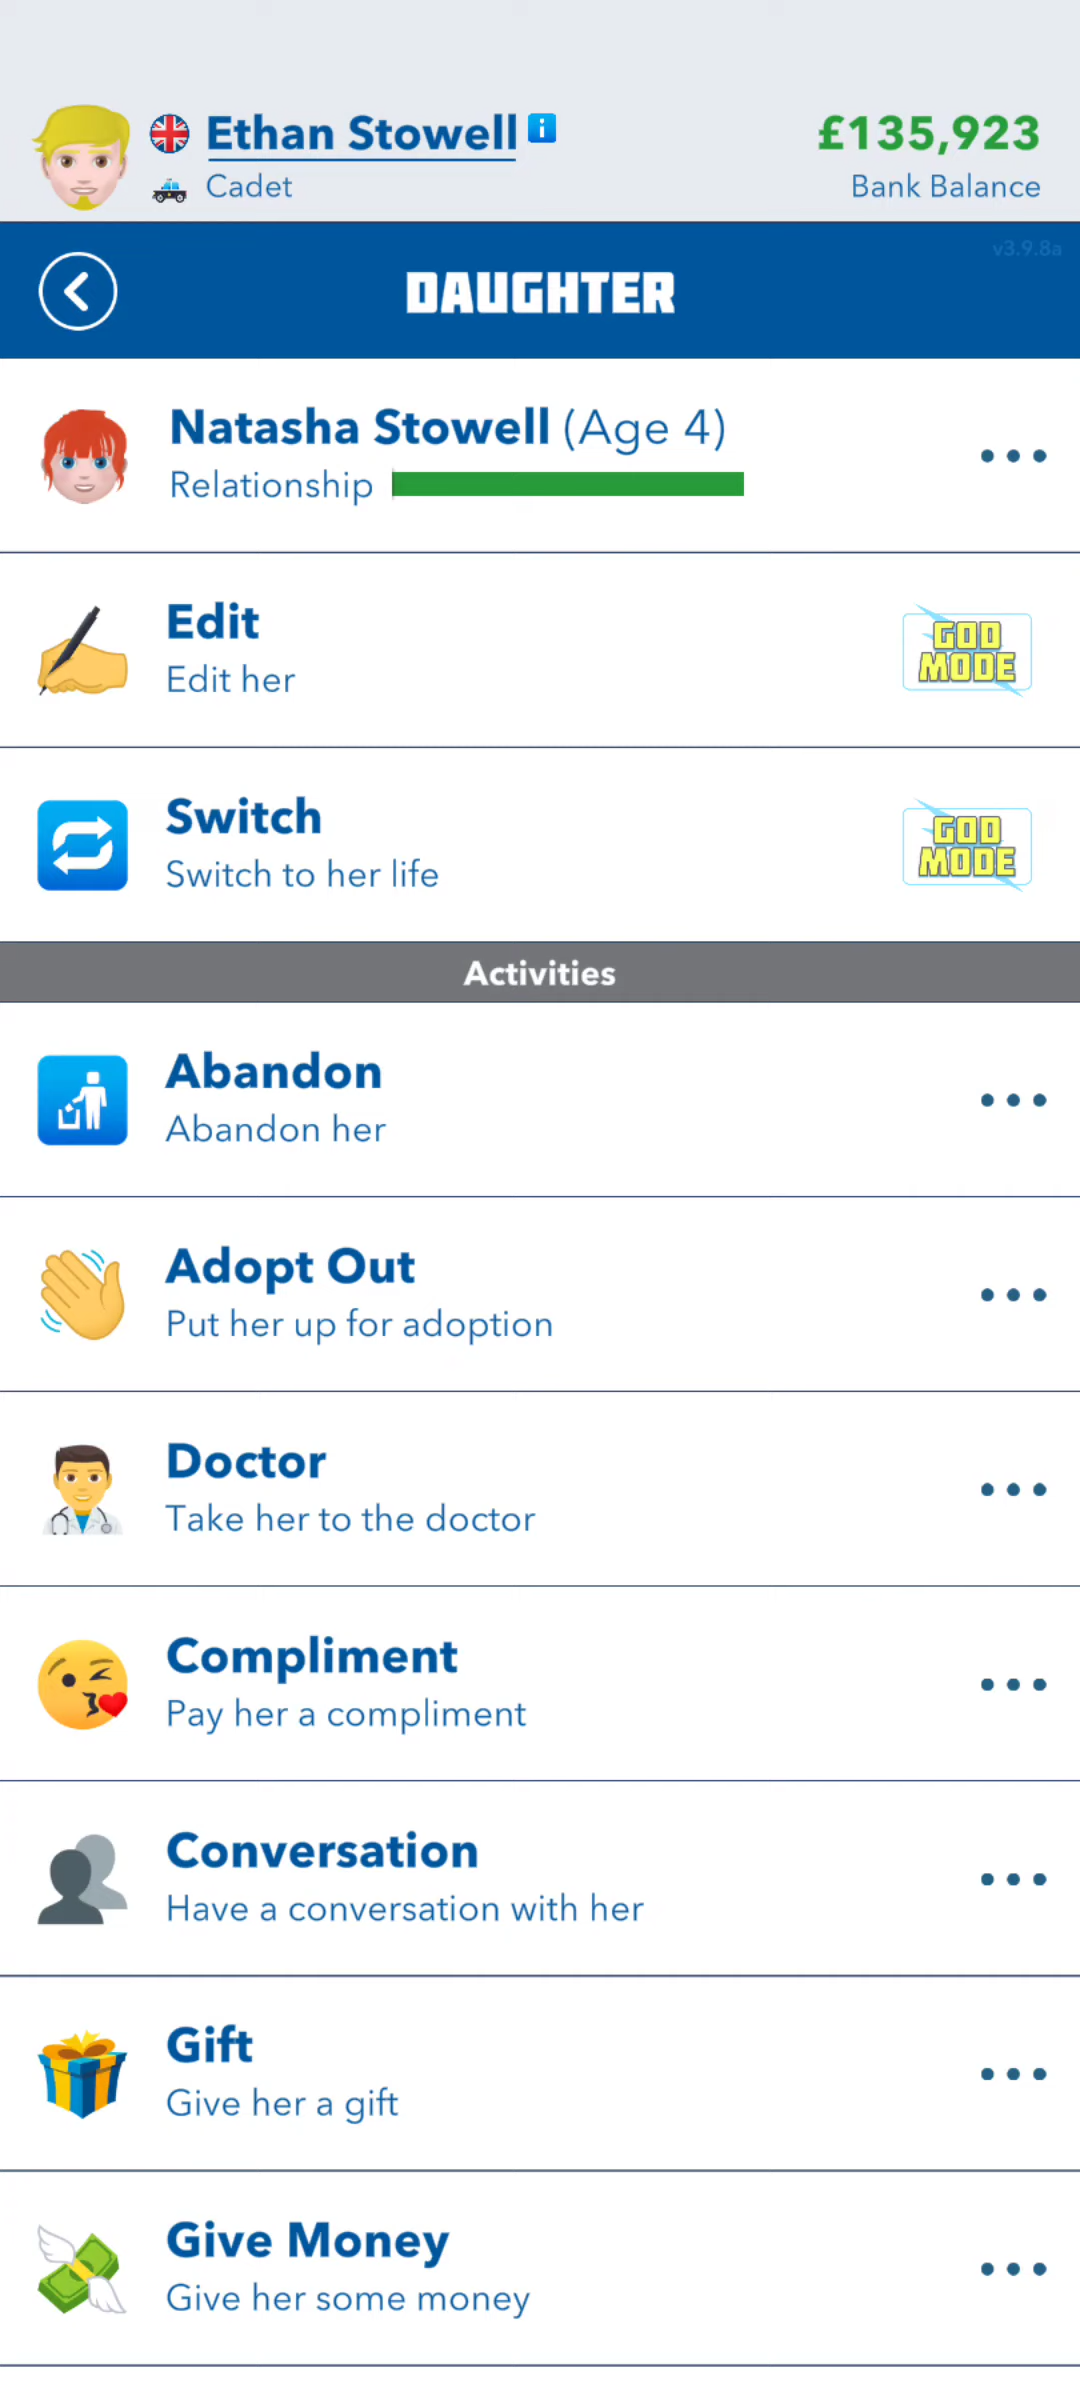 Ethan Stowell
£135,923
Cadet
Bank Balance
v3.9.8a
DAUGHTER
Natasha Stowell (Age 4)
Relationship
Edit
Edit her
GOD
MODE
Switch
Switch to her life
GOD
MODE
Activities
Abandon
Abandon her
Adopt Out
Put her up for adoption
Doctor
Take her to the doctor
Compliment
Pay her a compliment
Conversation
Have a conversation with her
Gift
Give her a gift
Give Money
Give her some money